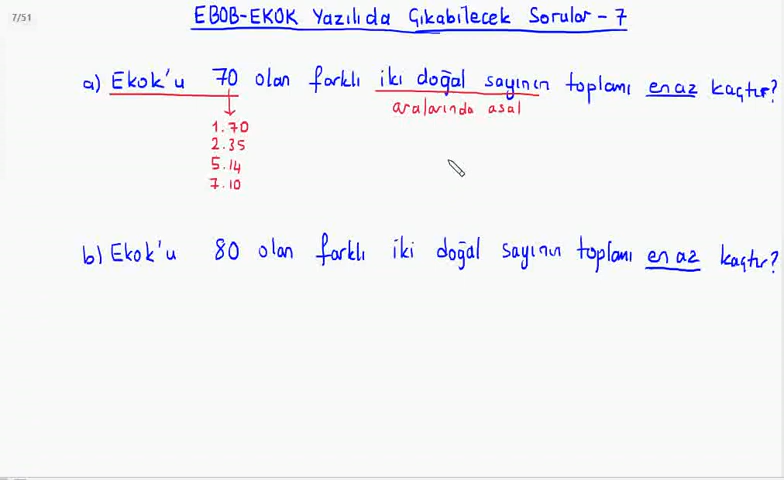 7/51
EBOB-EKOK Yazılıda Çıkabilecek Sorular - 7
a) Ekok'u 70 olan farklı iki doğal sayının toplamı en az kaçtır?
aralarında asal
1.70
2.35
5.14
7.10
b) Ekok'u 80 olan farklı iki doğal sayının toplamı en az kaçtır?